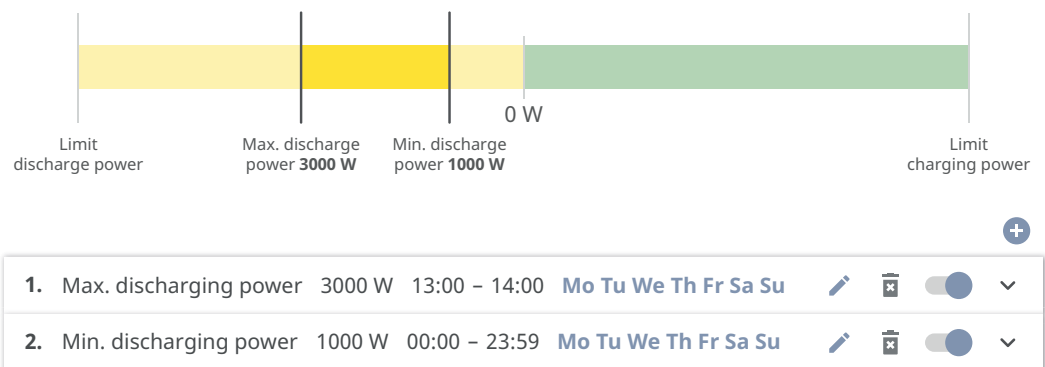 0 W
Limit
discharge power
Max. discharge
power 3000 W
Min. discharge
power 1000 W
Limit
charging power
1. Max. discharging power 3000 W 13:00 – 14:00 Mo Tu We Th Fr Sa Su
2. Min. discharging power 1000 W 00:00 – 23:59 Mo Tu We Th Fr Sa Su